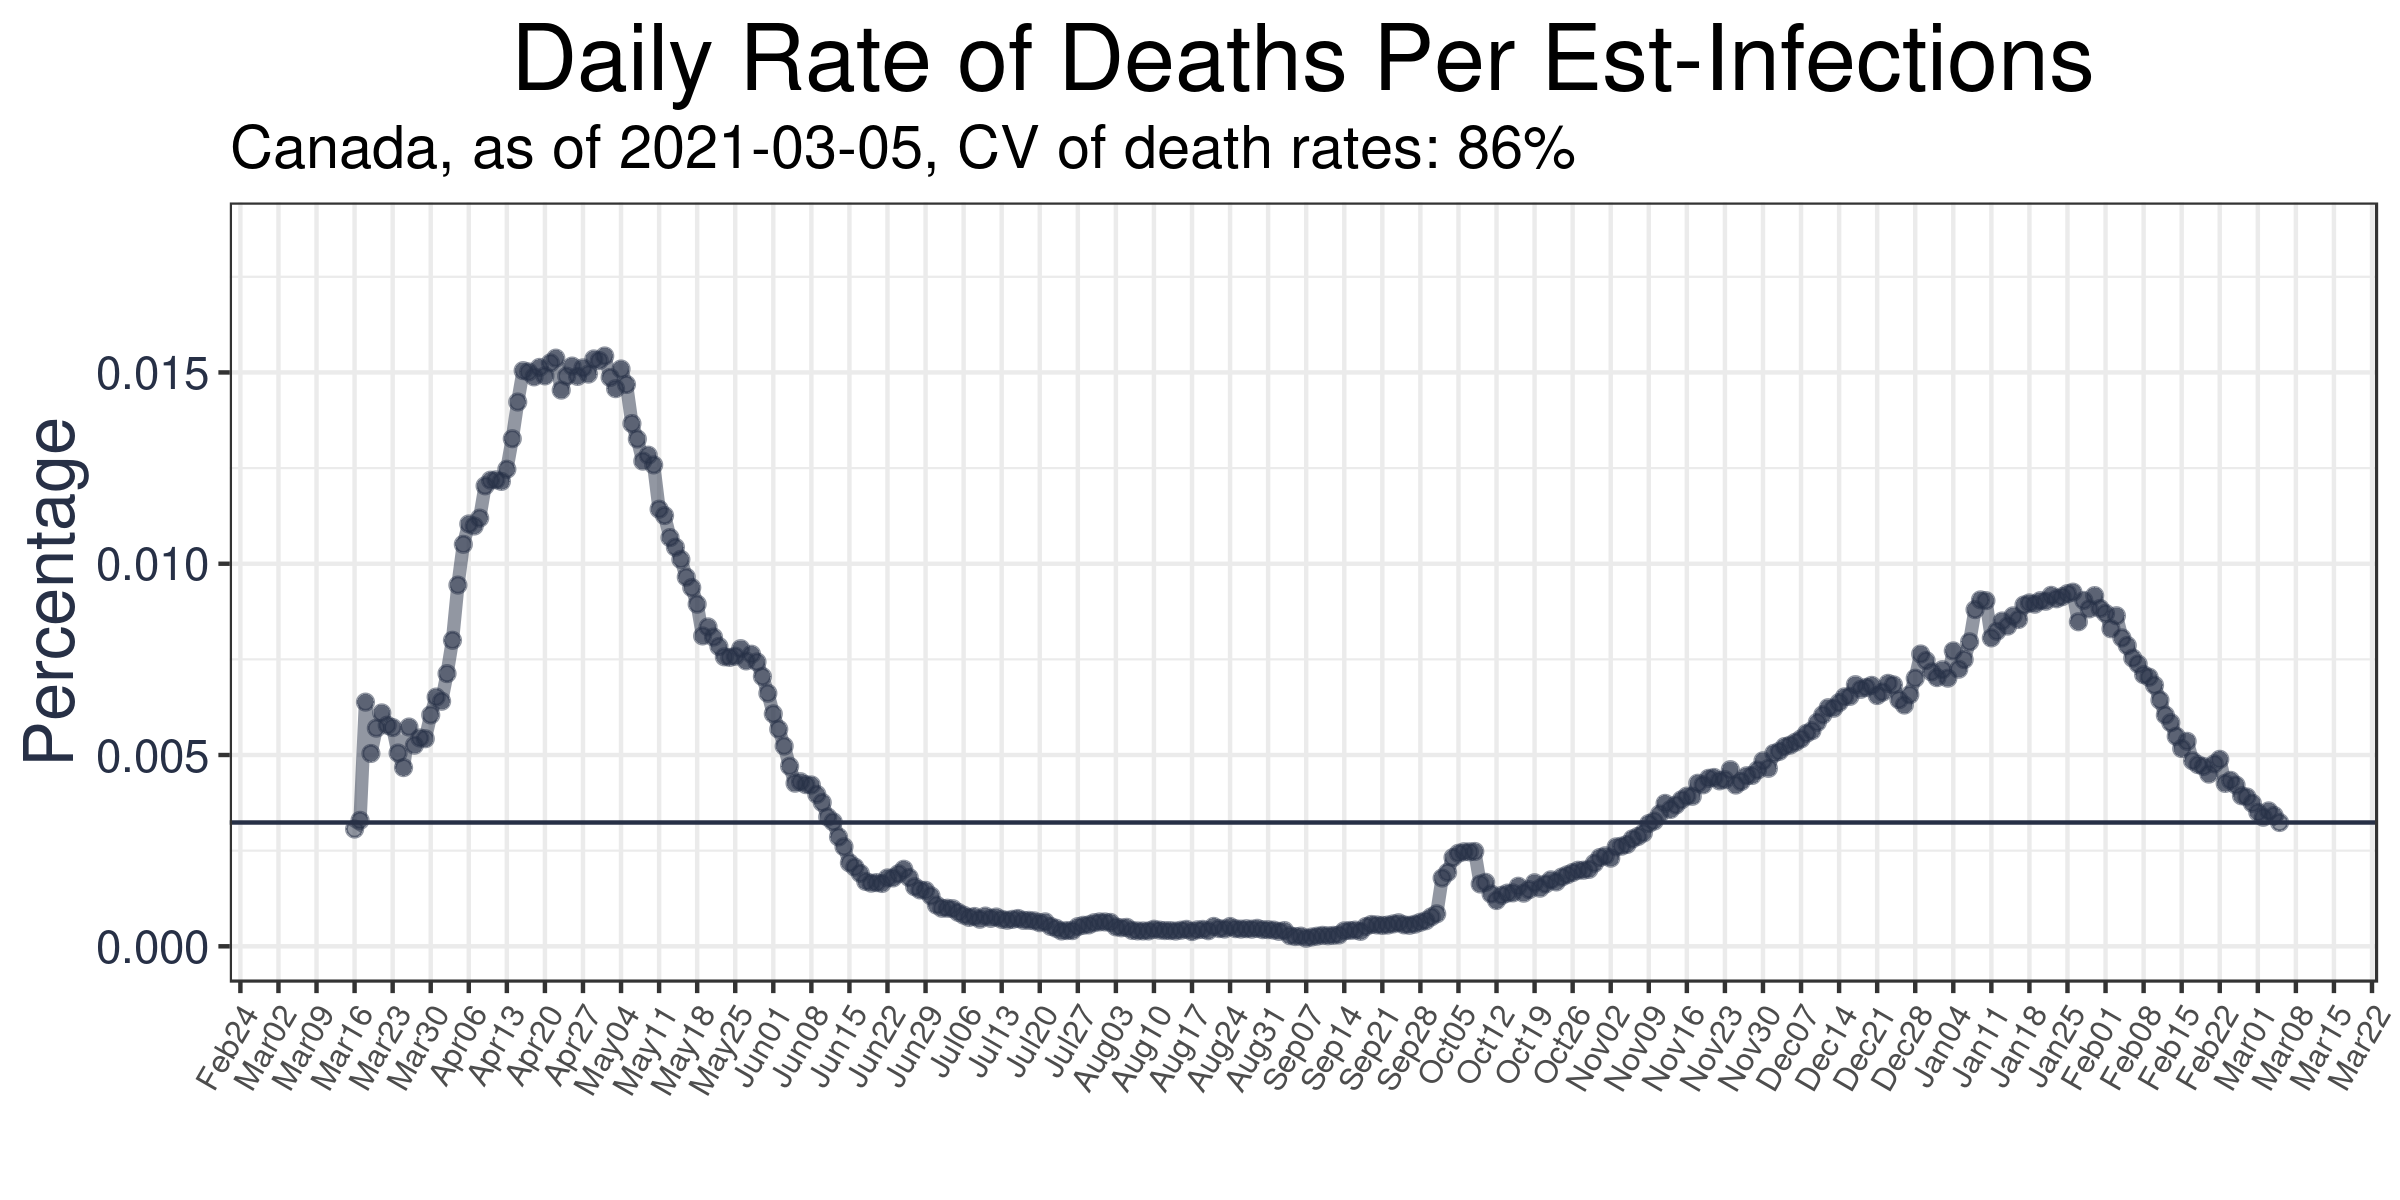 Daily Rate of Deaths Per Est-Infections
Canada, as of 2021-03-05, CV of death rates: 86%
Percentage
0.015
0.010
0.005
0.000
Feb24
Mar02
Mar09
Mar16
Mar23
Mar30
Apr06
Apr13
Apr20
Apr27
May04
May11
May18
May25
Jun01
Jun08
Jun15
Jun22
Jun29
Jul06
Jul13
Jul20
Jul27
Aug03
Aug10
Aug17
Aug24
Aug31
Sep07
Sep14
Sep21
Sep28
Oct05
Oct12
Oct19
Oct26
Nov02
Nov09
Nov16
Nov23
Nov30
Dec07
Dec14
Dec21
Dec28
Jan04
Jan11
Jan18
Jan25
Feb01
Feb08
Feb15
Feb22
Mar01
Mar08
Mar15
Mar22